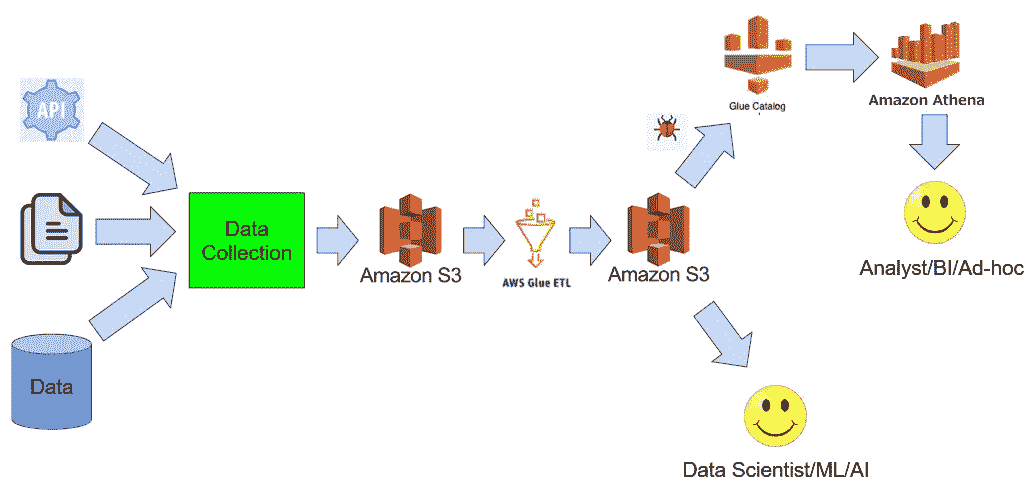 API
Data
Collection
Data
Amazon S3
AWS Glue ETL
Amazon S3
Glue Catalog
Amazon Athena
Analyst/BI/Ad-hoc
Data Scientist/ML/AI